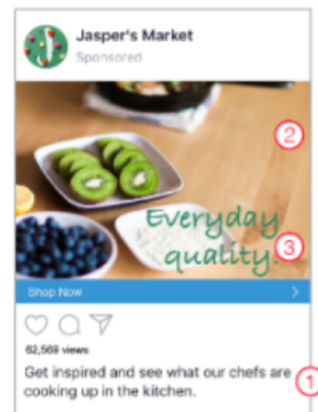 Jasper's Market
Sponsored
2
Everyday
quality.
3
Shop Now
62,569 views
Get inspired and see what our chefs are
cooking up in the kitchen.
1